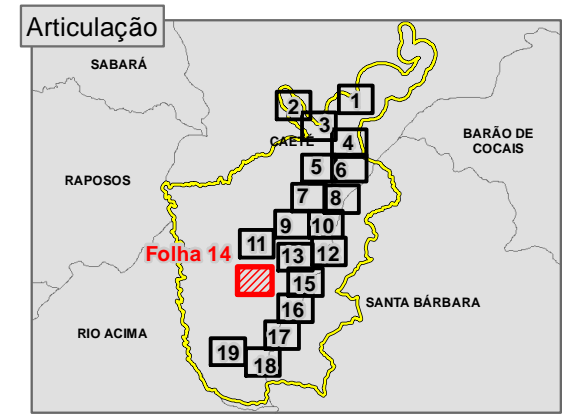 Articulação
SABARÁ
1
2
3
CAETÉ
4
BARÃO DE
COCAIS
5
6
RAPOSOS
7
8
9
10
11
12
Folha 14
13
15
SANTA BÁRBARA
16
RIO ACIMA
17
19
18